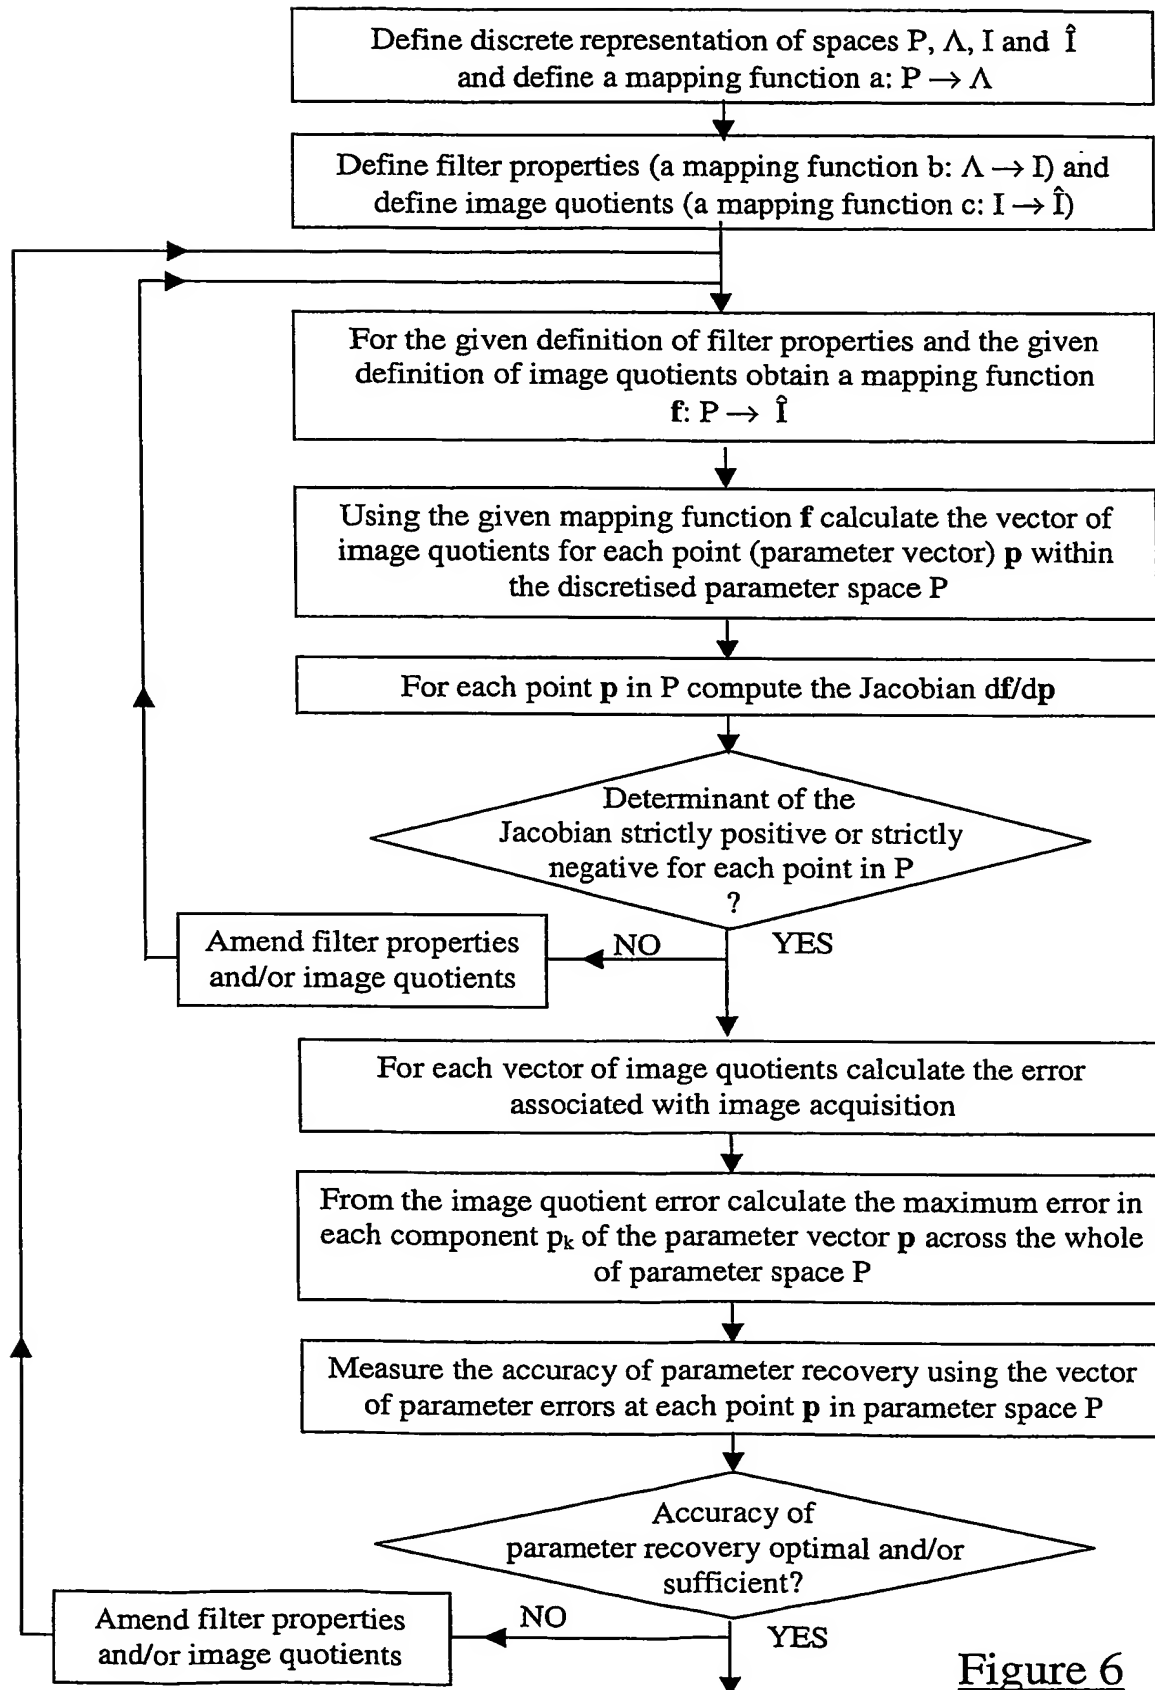 Define discrete representation of spaces P, Λ, I and Î
and define a mapping function a: P → Λ
Define filter properties (a mapping function b: Λ → I) and
define image quotients (a mapping function c: I → Î)
For the given definition of filter properties and the given
definition of image quotients obtain a mapping function
f: P → Î
Using the given mapping function f calculate the vector of
image quotients for each point (parameter vector) p within
the discretised parameter space P
For each point p in P compute the Jacobian df/dp
Determinant of the
Jacobian strictly positive or strictly
negative for each point in P
?
NO
YES
Amend filter properties
and/or image quotients
For each vector of image quotients calculate the error
associated with image acquisition
From the image quotient error calculate the maximum error in
each component pₖ of the parameter vector p across the whole
of parameter space P
Measure the accuracy of parameter recovery using the vector
of parameter errors at each point p in parameter space P
Accuracy of
parameter recovery optimal and/or
sufficient?
NO
YES
Amend filter properties
and/or image quotients
Figure 6